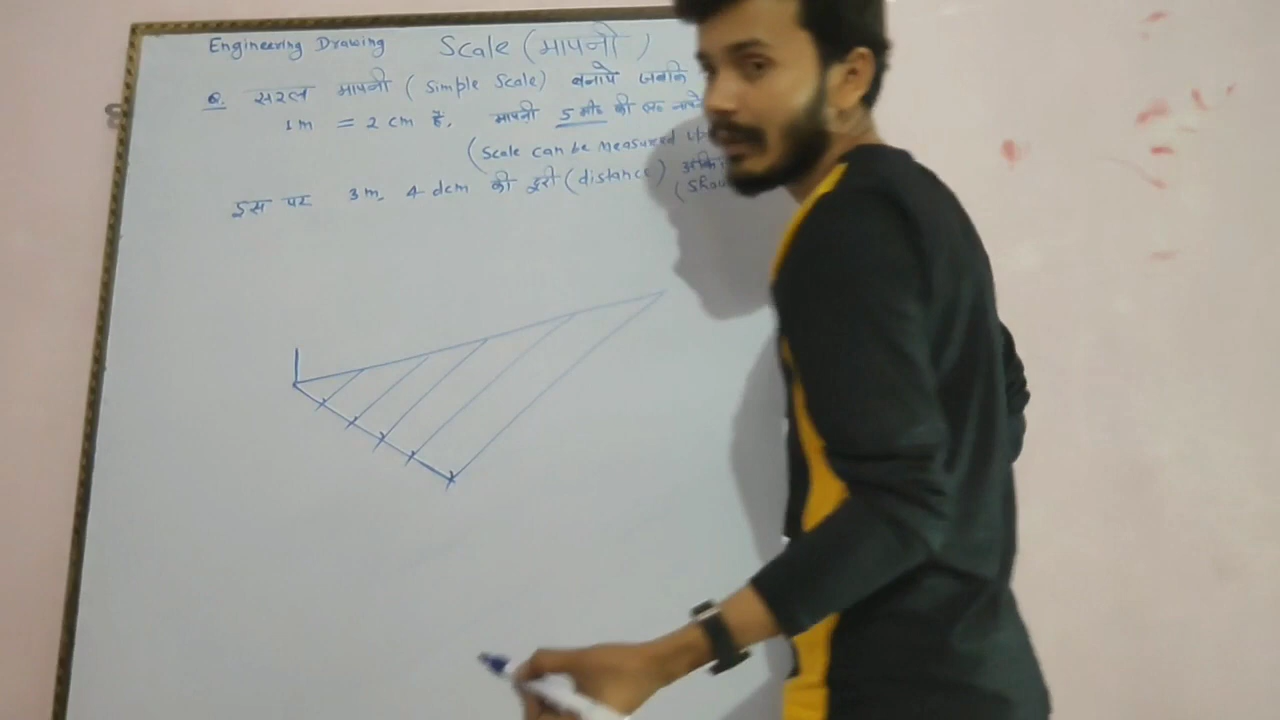 Engineering Drawing Scale (मापनी)
Q. सरल मापनी (Simple Scale) बनाये जबकि
1m = 2 cm है, मापनी 5 मी॰ की
(Scale can be measured
इस पर 3m, 4 dcm की दूरी (distance)